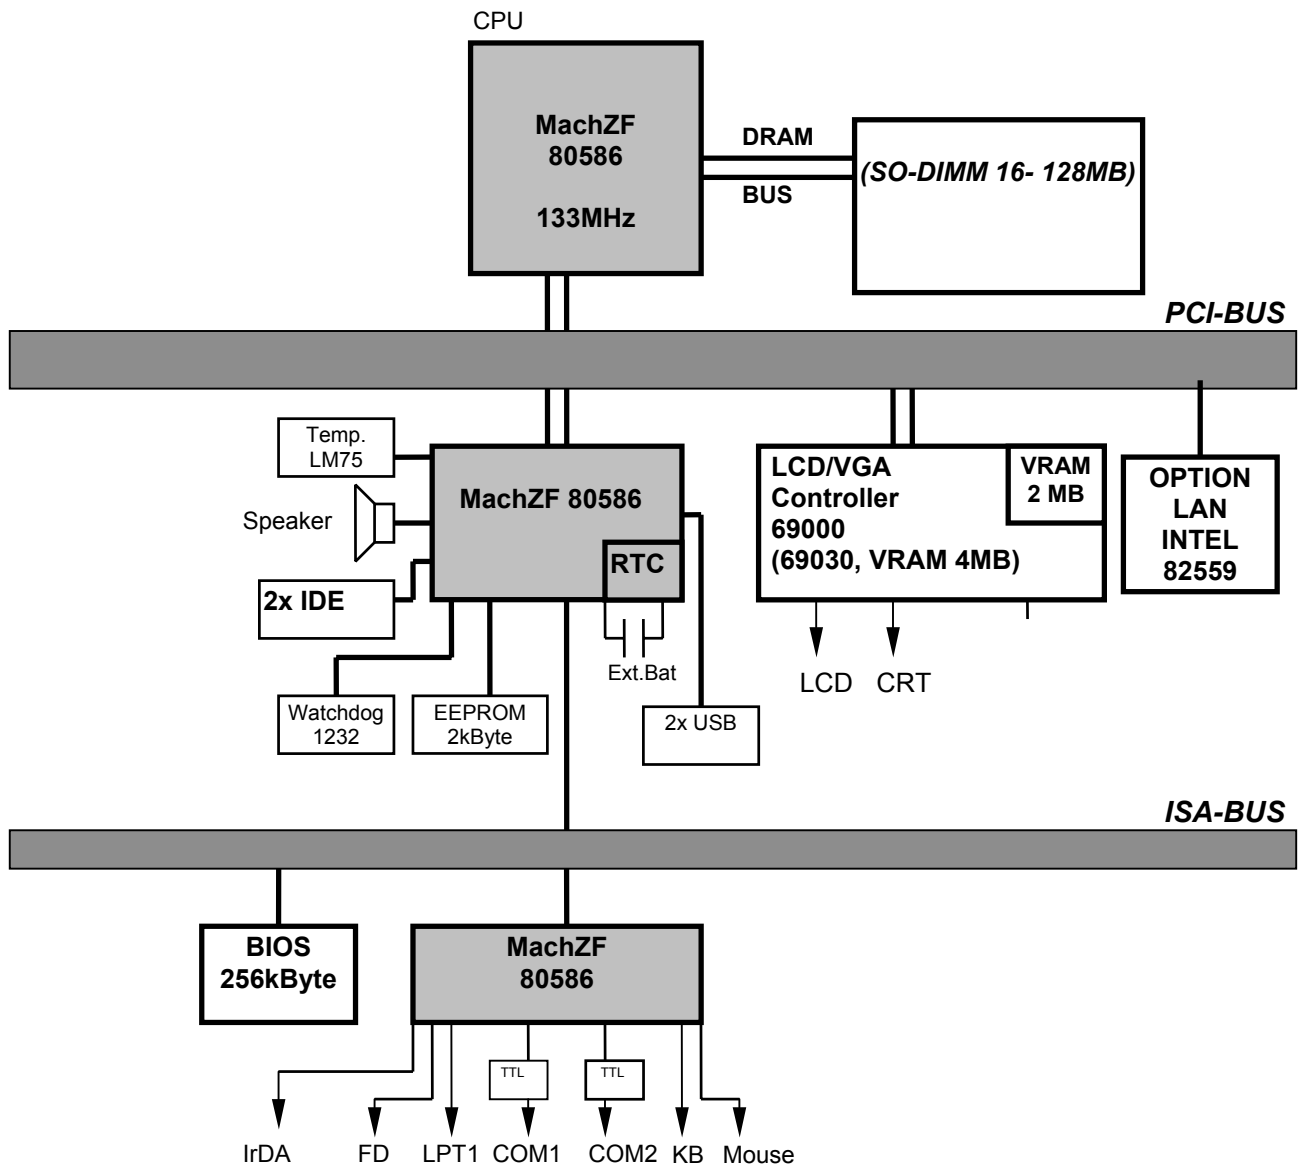 CPU
MachZF
80586
133MHz
DRAM
BUS
(SO-DIMM 16- 128MB)
PCI-BUS
Temp.
LM75
Speaker
2x IDE
MachZF 80586
RTC
Ext.Bat
Watchdog
1232
EEPROM
2kByte
2x USB
LCD/VGA
Controller
69000
(69030, VRAM 4MB)
VRAM
2 MB
LCD
CRT
OPTION
LAN
INTEL
82559
ISA-BUS
BIOS
256kByte
MachZF
80586
TTL
TTL
IrDA
FD
LPT1
COM1
COM2
KB
Mouse